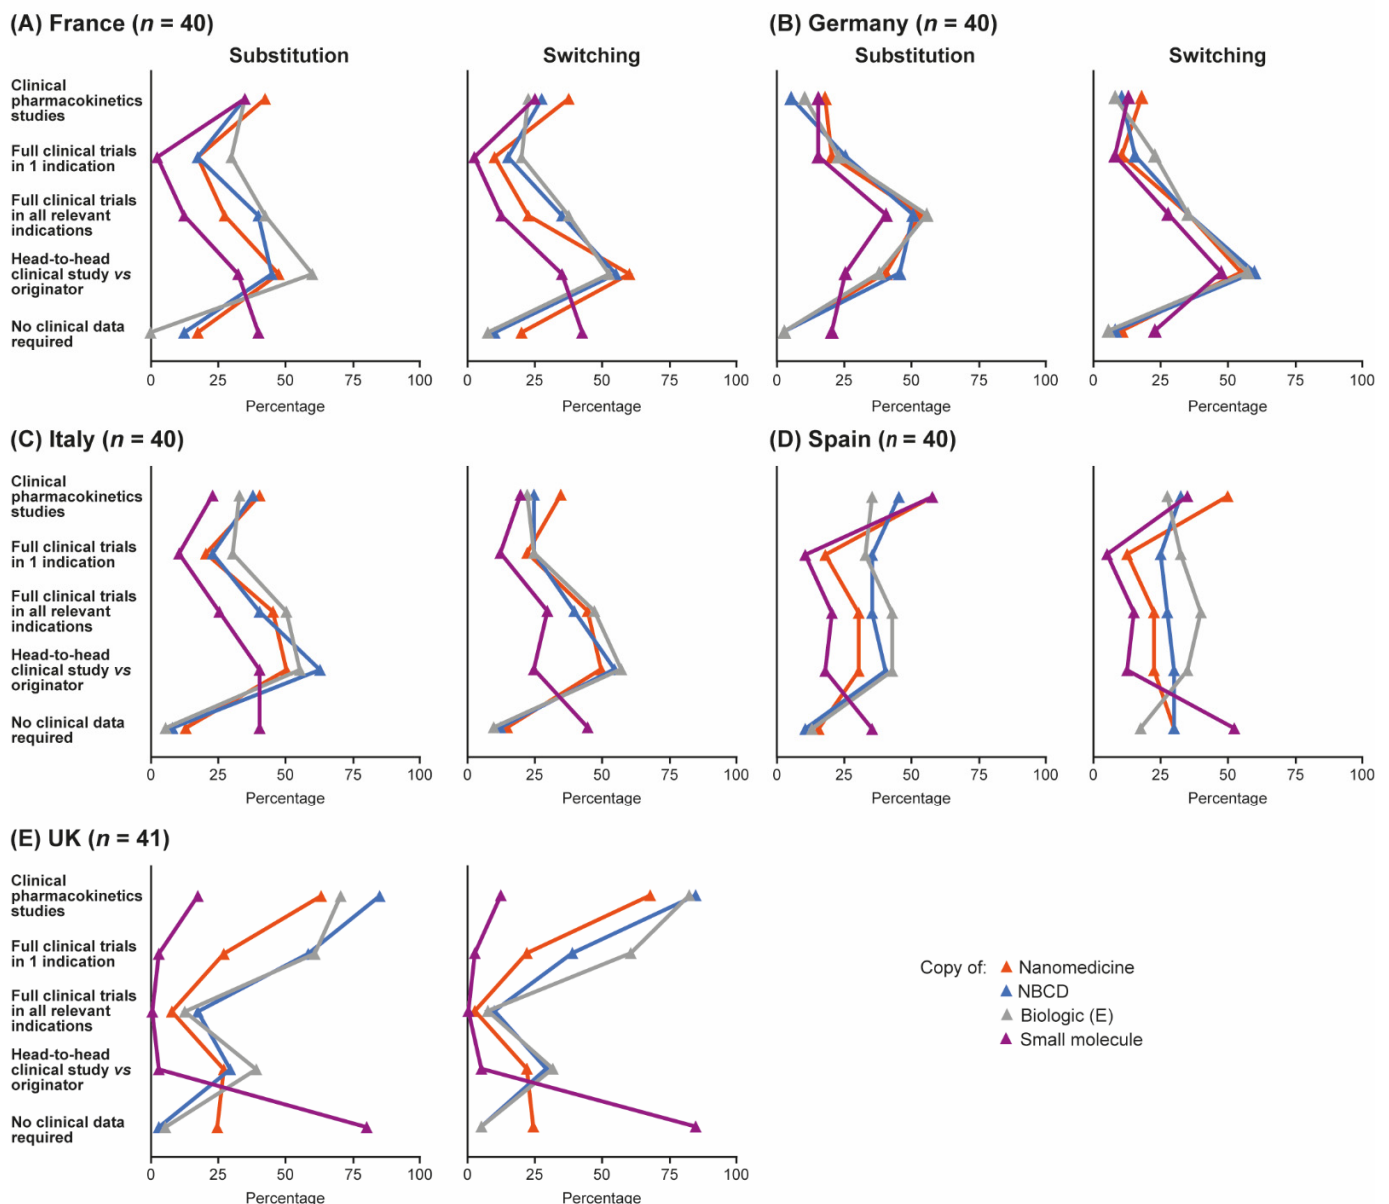 (A) France (n = 40)
(B) Germany (n = 40)
Substitution
Switching
Substitution
Switching
Clinical
pharmacokinetics
studies
Full clinical trials
in 1 indication
Full clinical trials
in all relevant
indications
Head-to-head
clinical study vs
originator
No clinical data
required
0 25 50 75 100
0 25 50 75 100
0 25 50 75 100
0 25 50 75 100
Percentage
Percentage
Percentage
Percentage
(C) Italy (n = 40)
(D) Spain (n = 40)
Clinical
pharmacokinetics
studies
Full clinical trials
in 1 indication
Full clinical trials
in all relevant
indications
Head-to-head
clinical study vs
originator
No clinical data
required
0 25 50 75 100
0 25 50 75 100
0 25 50 75 100
0 25 50 75 100
Percentage
Percentage
Percentage
Percentage
(E) UK (n = 41)
Clinical
pharmacokinetics
studies
Full clinical trials
in 1 indication
Full clinical trials
in all relevant
indications
Head-to-head
clinical study vs
originator
No clinical data
required
0 25 50 75 100
0 25 50 75 100
Percentage
Percentage
Copy of: Nanomedicine
NBCD
Biologic (E)
Small molecule